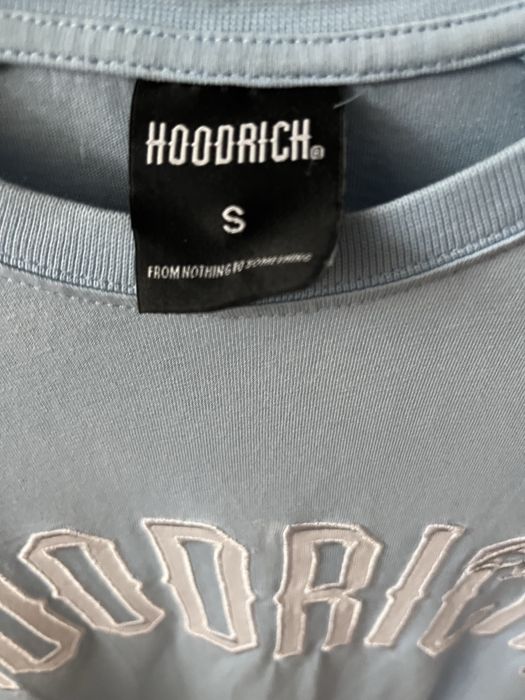 HOODRICH®
S
FROM NOTHING TO SOMETHING
OODRIC